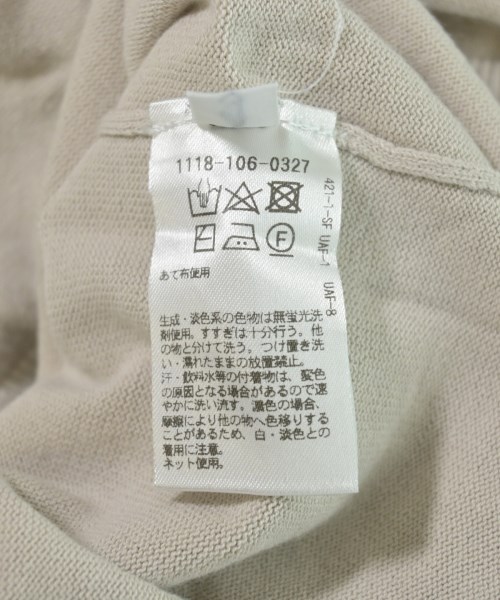 1118-106-0327
F
あて布使用
生成・淡色系の色物は無蛍光洗
剤使用。すすぎは十分行う。他
の物と分けて洗う。つけ置き洗
い・濡れたままの放置禁止。
汗・飲料水等の付着物は、変色
の原因となる場合があるので速
やかに洗い流す。濃色の場合、
摩擦により他の物へ色移りする
ことがあるため、白・淡色との
着用に注意。
ネット使用。
421-1-SF UAF-1 UAF-8